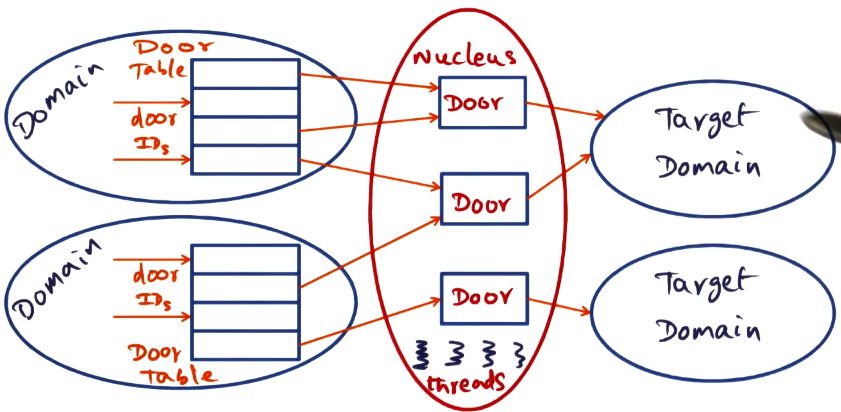 Domain
Door
Table
door
IDs
Nucleus
Door
Door
Door
threads
Target
Domain
Domain
door
IDs
Door
Table
Target
Domain